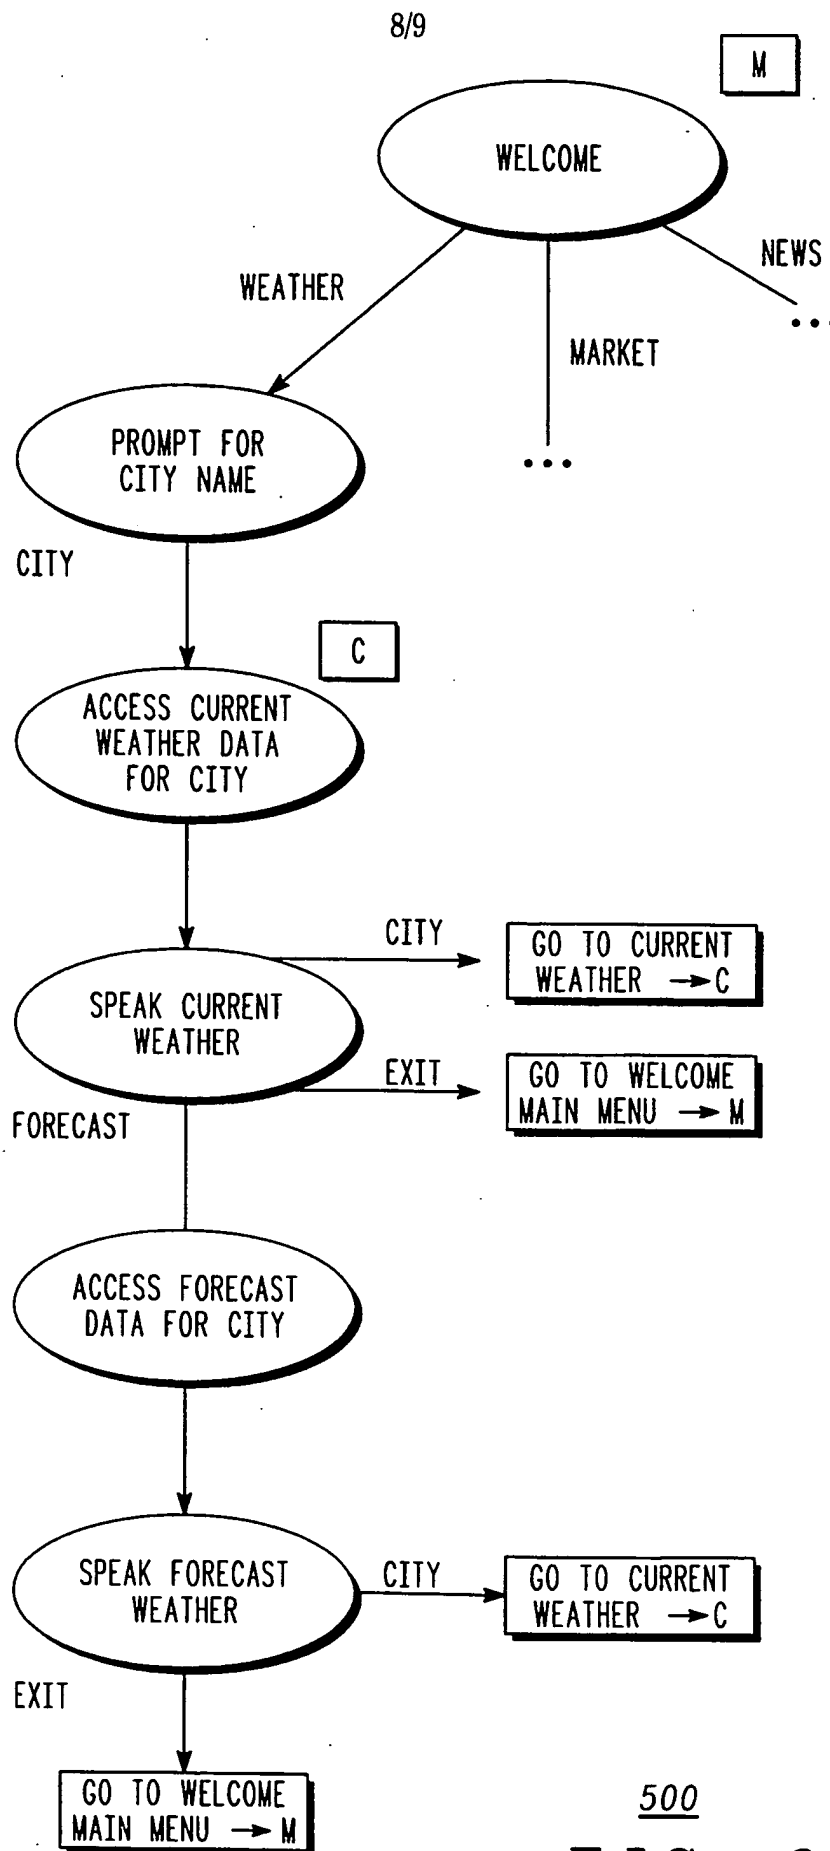 8/9
M
WELCOME
NEWS
WEATHER
...
MARKET
PROMPT FOR
CITY NAME
...
CITY
C
ACCESS CURRENT
WEATHER DATA
FOR CITY
CITY
GO TO CURRENT
WEATHER → C
SPEAK CURRENT
WEATHER
EXIT
GO TO WELCOME
MAIN MENU → M
FORECAST
ACCESS FORECAST
DATA FOR CITY
SPEAK FORECAST
WEATHER
CITY
GO TO CURRENT
WEATHER → C
EXIT
GO TO WELCOME
MAIN MENU → M
500